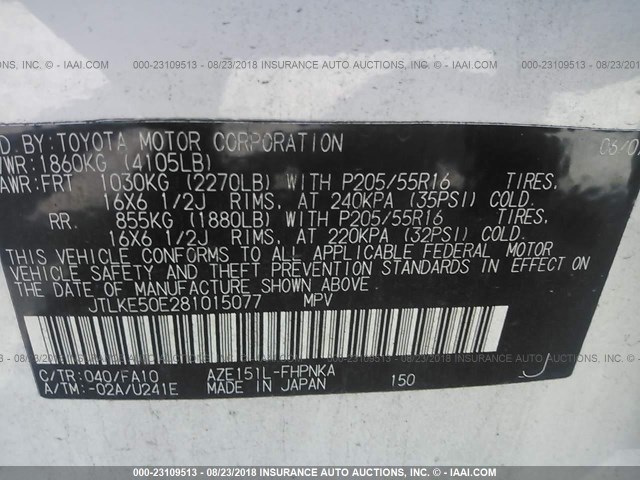 000-23109513 - 08/23/2018 INSURANCE AUTO AUCTIONS, INC. © - IAAI.COM
000-23109513 - 08/23/2018 INSURANCE AUTO AUCTIONS
INC. © - IAAI.COM
D. BY: TOYOTA MOTOR CORPORATION
VWR: 1860KG (4105LB)
AWR: FRT 1030KG (2270LB) WITH P205/55R16 TIRES,
16X6 1/2J RIMS, AT 240KPA (35PSI) COLD.
RR. 855KG (1880LB) WITH P205/55R16 TIRES,
16X6 1/2J RIMS, AT 220KPA (32PSI) COLD.
THIS VEHICLE CONFORMS TO ALL APPLICABLE FEDERAL MOTOR
VEHICLE SAFETY AND THEFT PREVENTION STANDARDS IN EFFECT ON
THE DATE OF MANUFACTURE SHOWN ABOVE.
JTLKE50E281015077 MPV
C/TR: 040/FA10 AZE151L-FHPNKA
A/TM: -02A/U241E MADE IN JAPAN 150 J
000-23109513 - 08/23/2018 INSURANCE AUTO AUCTIONS, INC. © - IAAI.COM